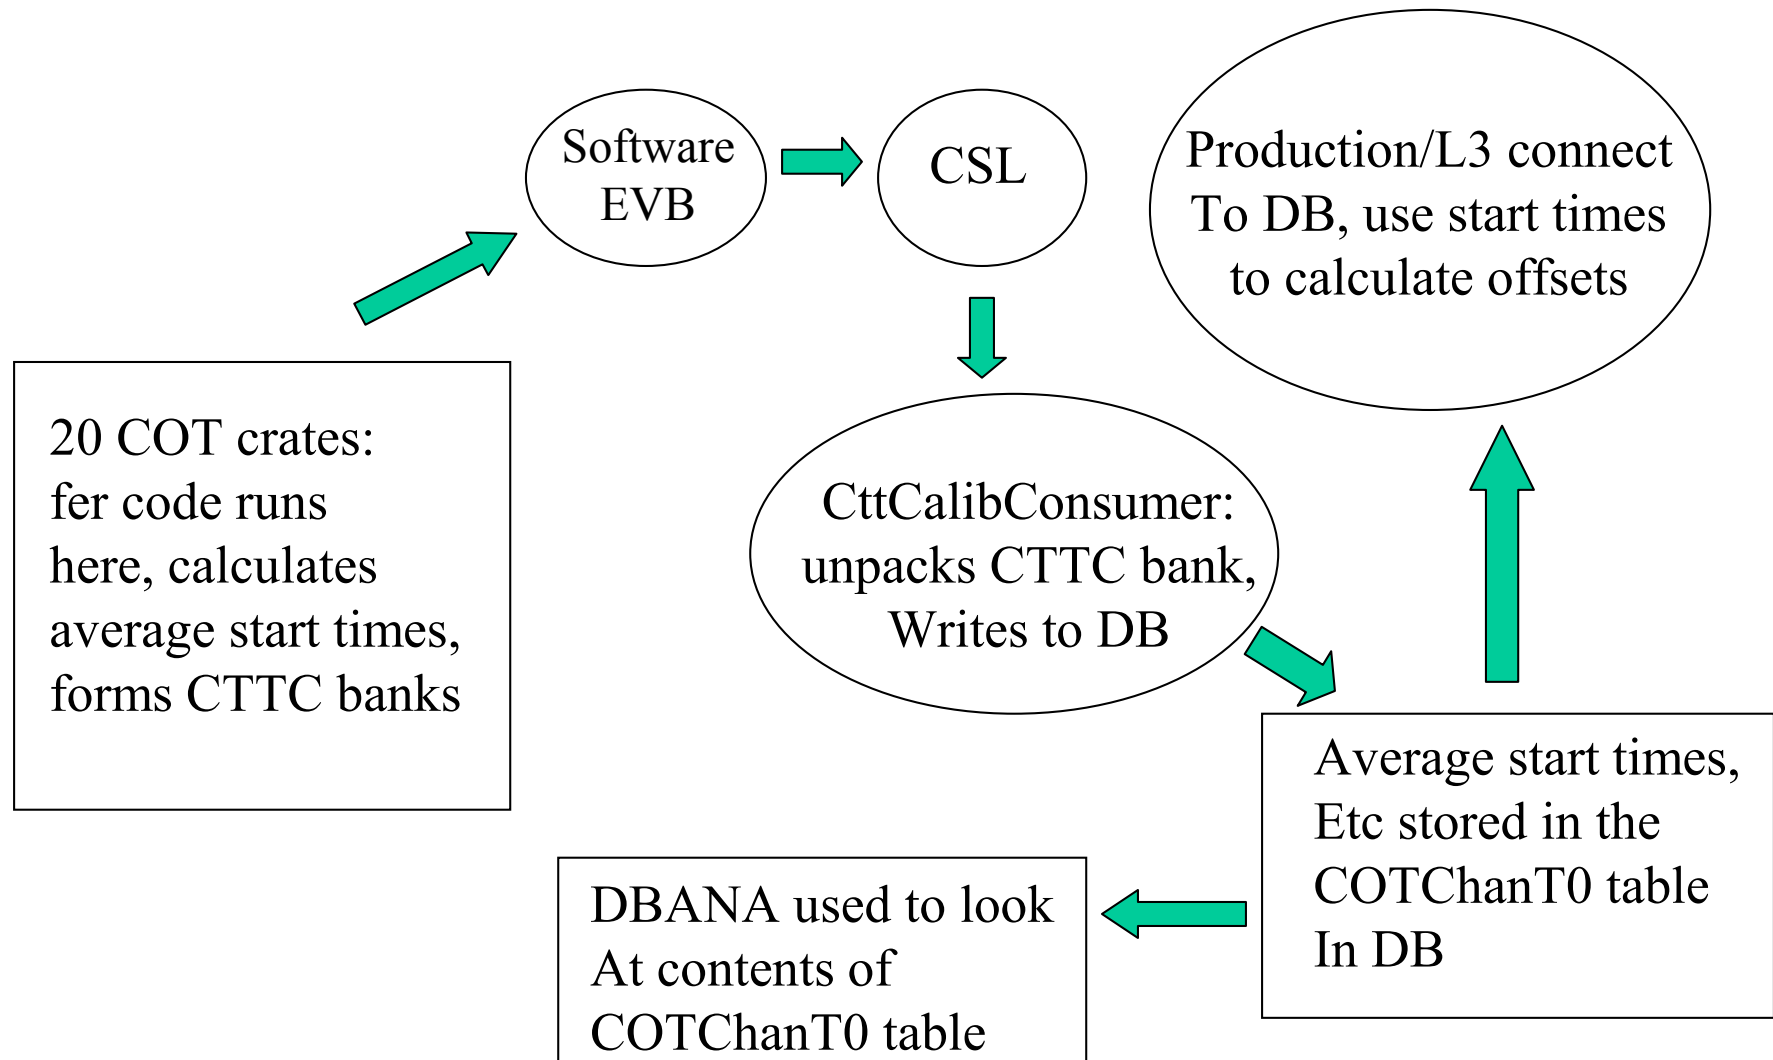 Software
EVB
CSL
Production/L3 connect
To DB, use start times
to calculate offsets
20 COT crates:
fer code runs
here, calculates
average start times,
forms CTTC banks
CttCalibConsumer:
unpacks CTTC bank,
Writes to DB
Average start times,
Etc stored in the
COTChanT0 table
In DB
DBANA used to look
At contents of
COTChanT0 table